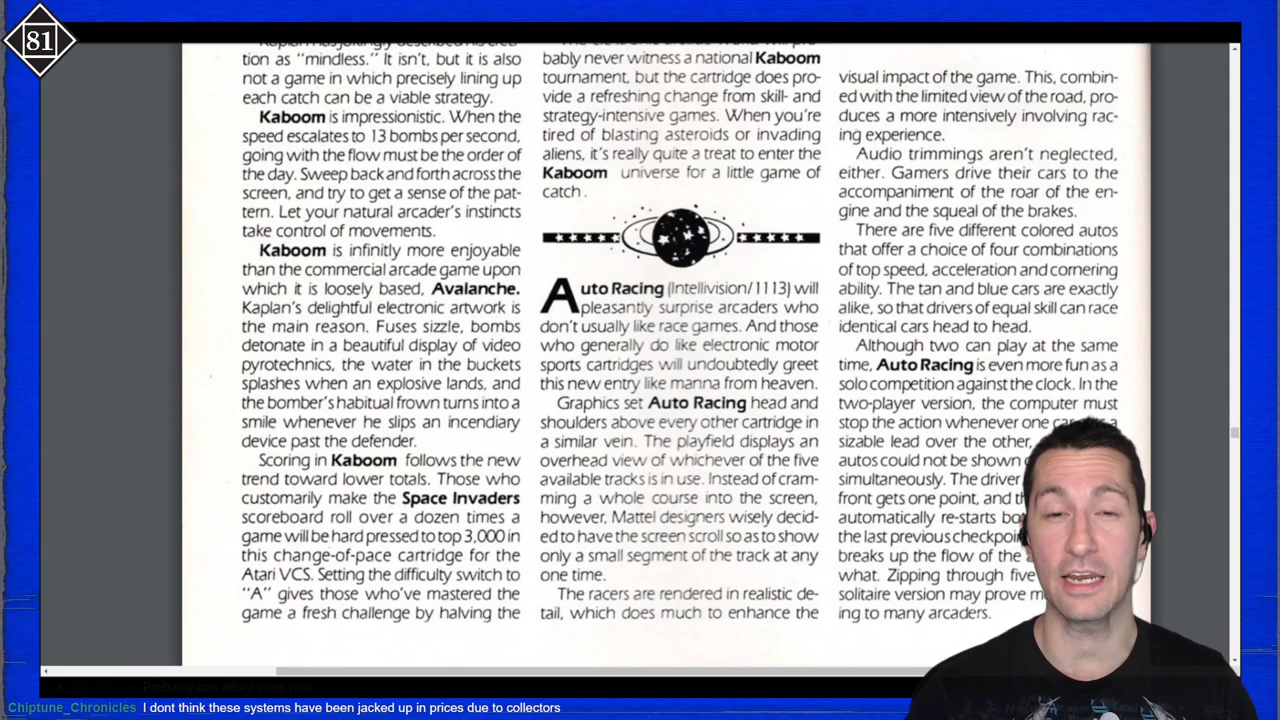 81
tion as "mindless." It isn't, but it is also
not a game in which precisely lining up
each catch can be a viable strategy.
Kaboom is impressionistic. When the
speed escalates to 13 bombs per second,
going with the flow must be the order of
the day. Sweep back and forth across the
screen, and try to get a sense of the pat-
tern. Let your natural arcader's instincts
take control of movements.
Kaboom is infinitely more enjoyable
than the commercial arcade game upon
which it is loosely based, Avalanche.
Kaplan's delightful electronic artwork is
the main reason. Fuses sizzle, bombs
detonate in a beautiful display of video
pyrotechnics, the water in the buckets
splashes when an explosive lands, and
the bomber's habitual frown turns into a
smile whenever he slips an incendiary
device past the defender.
Scoring in Kaboom follows the new
trend toward lower totals. Those who
customarily make the Space Invaders
scoreboard roll over a dozen times a
game will be hard pressed to top 3,000 in
this change-of-pace cartridge for the
Atari VCS. Setting the difficulty switch to
"A" gives those who've mastered the
game a fresh challenge by halving the
bably never witness a national Kaboom
tournament, but the cartridge does pro-
vide a refreshing change from skill- and
strategy-intensive games. When you're
tired of blasting asteroids or invading
aliens, it's really quite a treat to enter the
Kaboom universe for a little game of
catch.
Auto Racing (Intellivision/1113) will
pleasantly surprise arcaders who
don't usually like race games. And those
who generally do like electronic motor
sports cartridges will undoubtedly greet
this new entry like manna from heaven.
Graphics set Auto Racing head and
shoulders above every other cartridge in
a similar vein. The playfield displays an
overhead view of whichever of the five
available tracks is in use. Instead of cram-
ming a whole course into the screen,
however, Mattel designers wisely decid-
ed to have the screen scroll so as to show
only a small segment of the track at any
one time.
The racers are rendered in realistic de-
tail, which does much to enhance the
visual impact of the game. This, combin-
ed with the limited view of the road, pro-
duces a more intensively involving rac-
ing experience.
Audio trimmings aren't neglected,
either. Gamers drive their cars to the
accompaniment of the roar of the en-
gine and the squeal of the brakes.
There are five different colored autos
that offer a choice of four combinations
of top speed, acceleration and cornering
ability. The tan and blue cars are exactly
alike, so that drivers of equal skill can race
identical cars head to head.
Although two can play at the same
time, Auto Racing is even more fun as a
solo competition against the clock. In the
two-player version, the computer must
stop the action whenever one car
sizable lead over the other,
autos could not be shown
simultaneously. The driver
front gets one point, and
automatically re-starts
the last previous
breaks up the flow of the
what. Zipping through five
solitaire version may prove
ing to many arcaders.
Probably can afford them now
Chiptune_Chronicles I dont think these systems have been jacked up in prices due to collectors